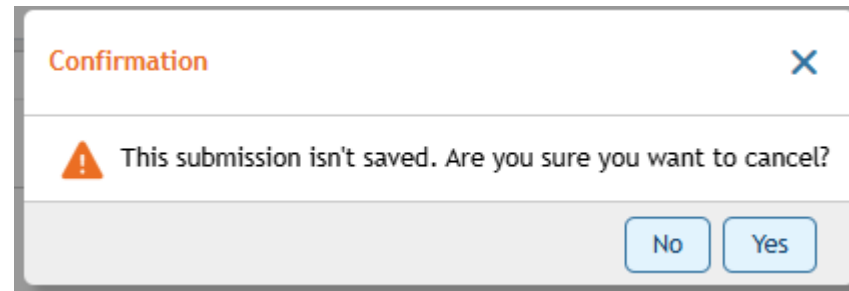 Confirmation
This submission isn't saved. Are you sure you want to cancel?
No
Yes